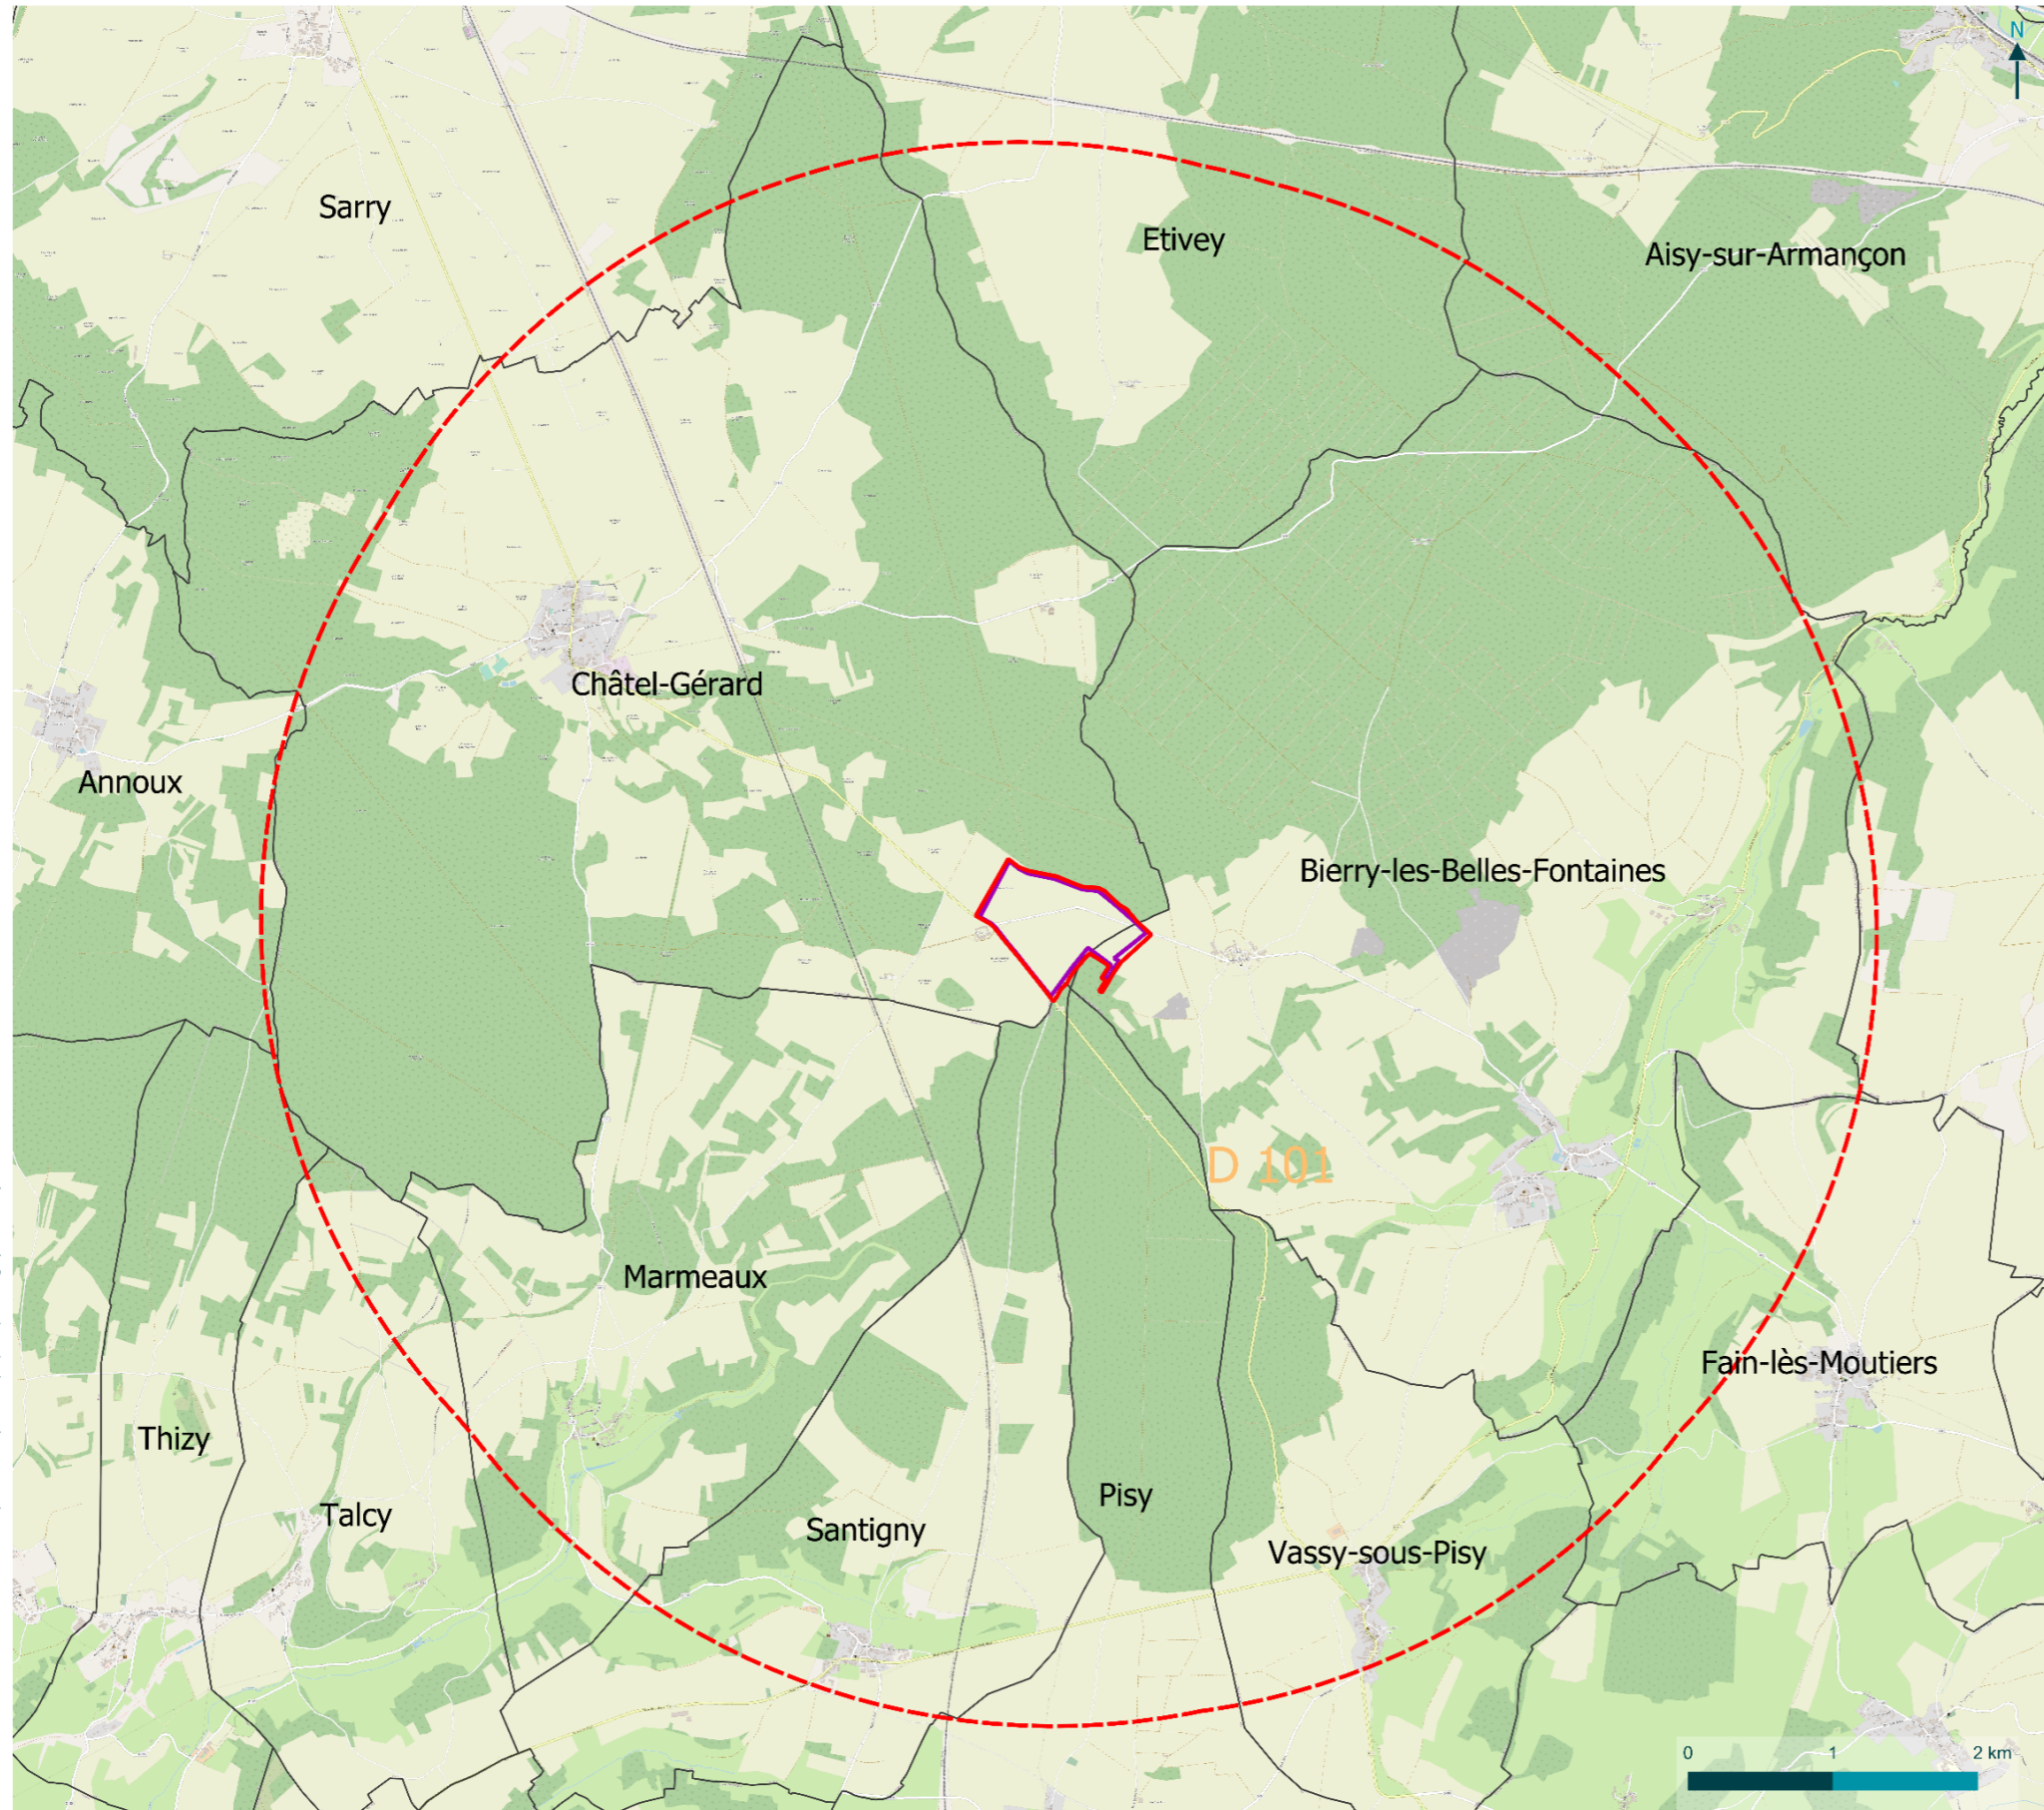 N
Sarry
Etivey
Aisy-sur-Armançon
Châtel-Gérard
Annoux
Bierry-les-Belles-Fontaines
D 101
Marmeaux
Fain-lès-Moutiers
Thizy
Pisy
Talcy
Santigny
Vassy-sous-Pisy
0 1 2 km